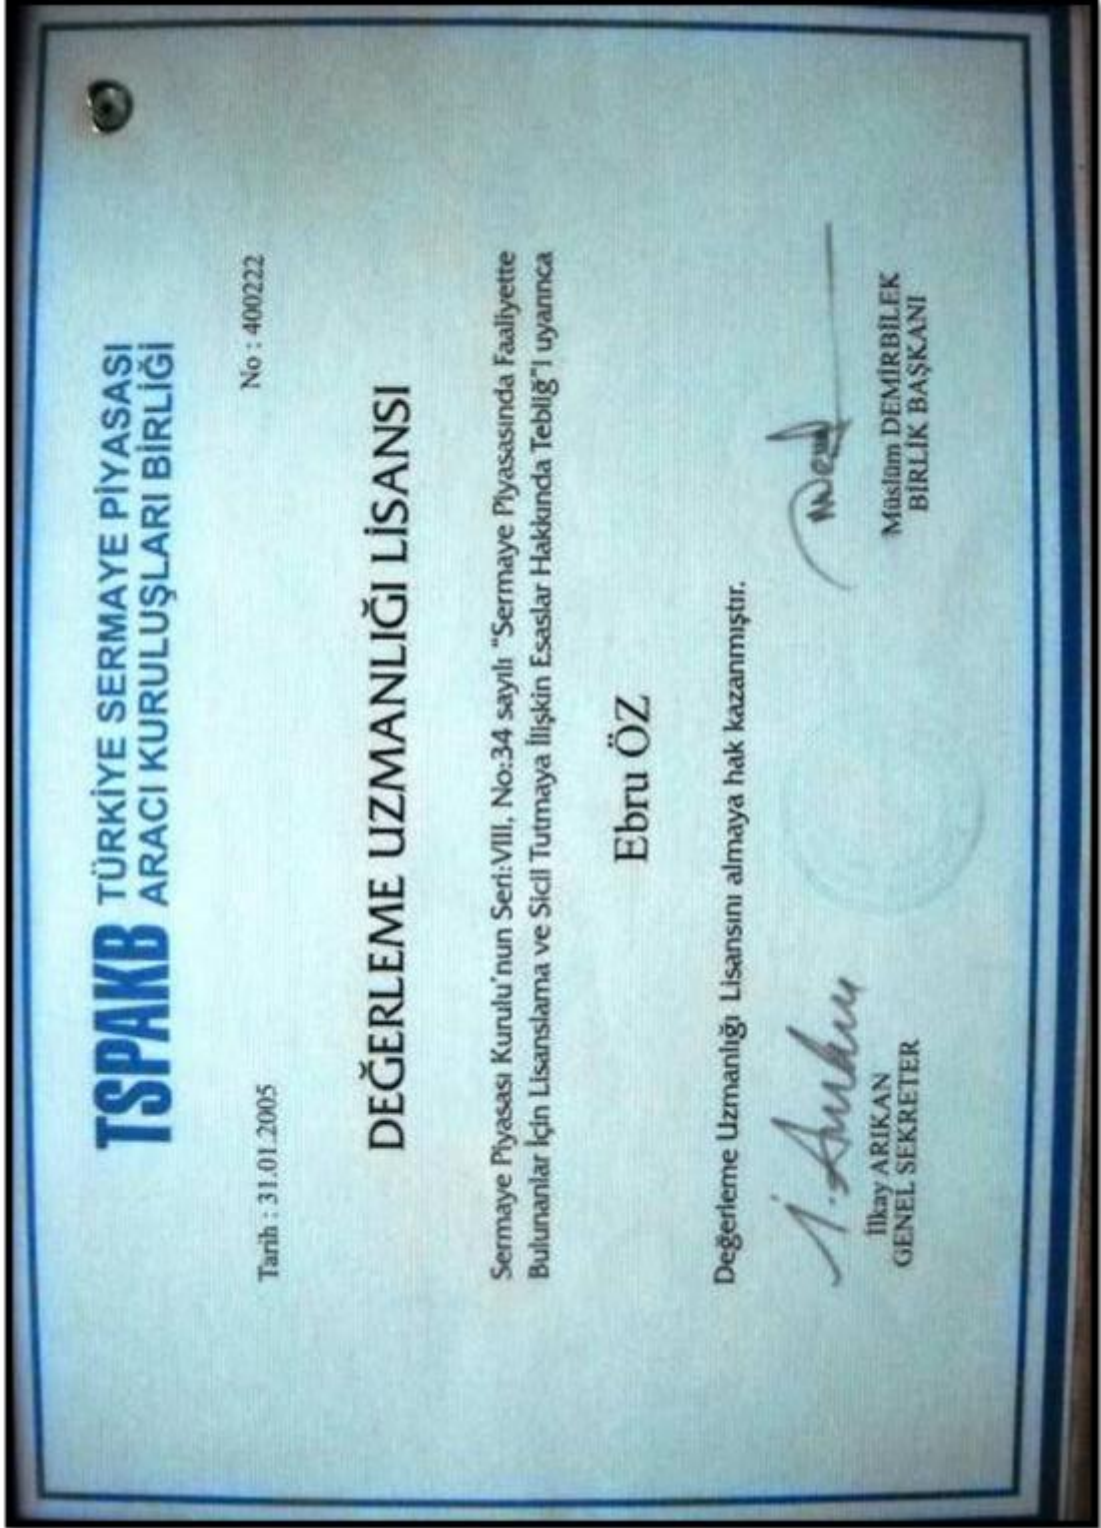 TSPAKB TÜRKİYE SERMAYE PİYASASI
ARACI KURULUŞLARI BİRLİĞİ
Tarih : 31.01.2005
No : 400222
DEĞERLEME UZMANLIĞI LİSANSI
Sermaye Piyasası Kurulu'nun Seri:VIII, No:34 sayılı "Sermaye Piyasasında Faaliyette
Bulunanlar İçin Lisanslama ve Sicil Tutmaya İlişkin Esaslar Hakkında Tebliğ"i uyarınca
Ebru ÖZ
Değerleme Uzmanlığı Lisansını almaya hak kazanmıştır.
İ. Arıkan
İlkay ARIKAN
GENEL SEKRETER
Müslüm DEMİRBİLEK
BİRLİK BAŞKANI